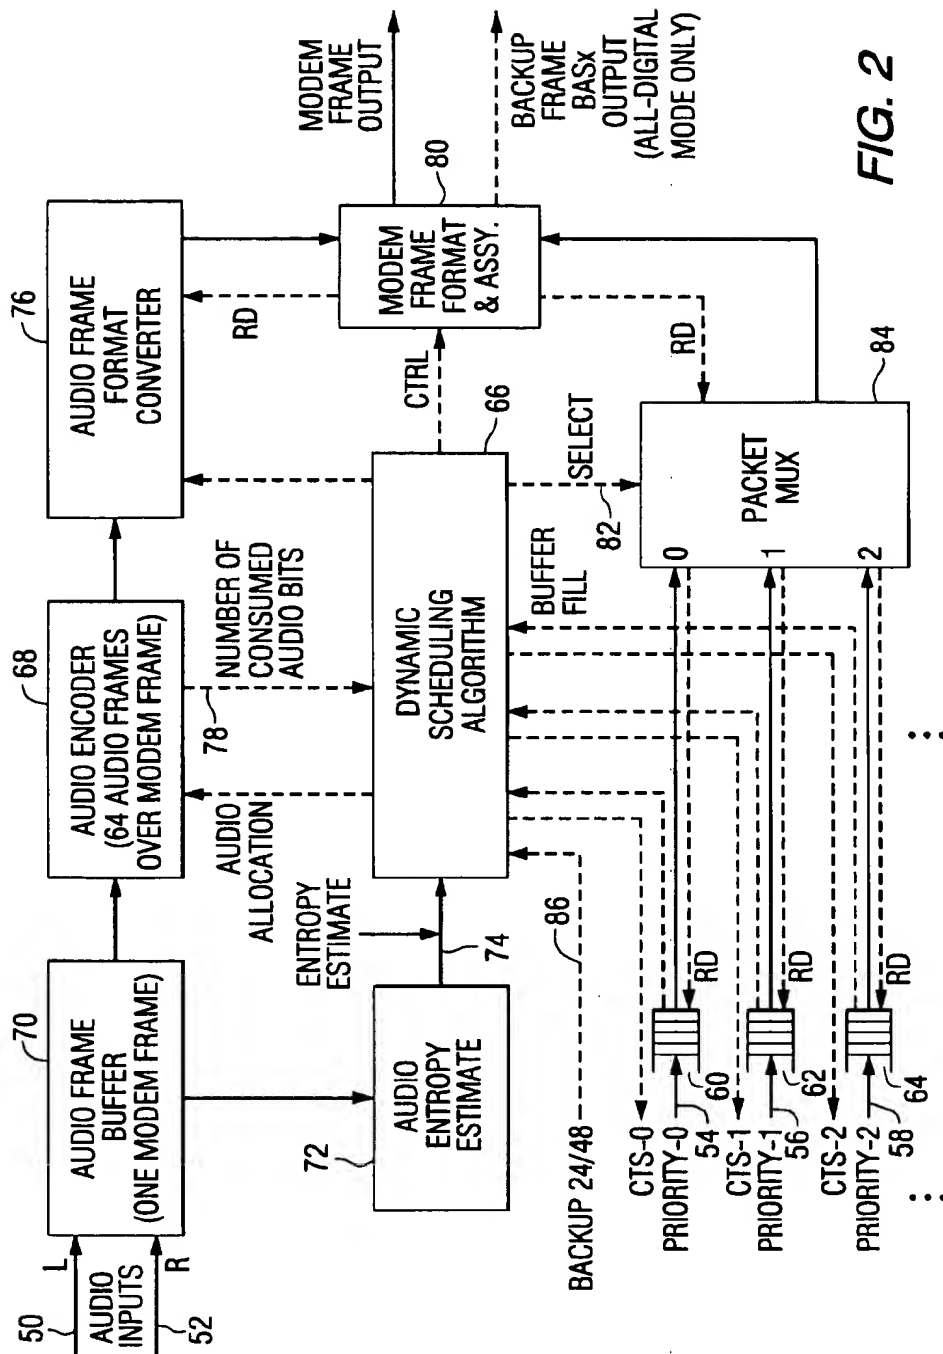 50
L
AUDIO
INPUTS
R
52
70
AUDIO FRAME
BUFFER
(ONE MODEM FRAME)
68
AUDIO ENCODER
(64 AUDIO FRAMES
OVER MODEM FRAME)
76
AUDIO FRAME
FORMAT
CONVERTER
MODEM
FRAME
OUTPUT
AUDIO
ALLOCATION
78
NUMBER OF
CONSUMED
AUDIO BITS
RD
80
MODEM
FRAME
FORMAT
& ASSY.
BACKUP
FRAME
BASx
OUTPUT
(ALL-DIGITAL
MODE ONLY)
72
AUDIO
ENTROPY
ESTIMATE
ENTROPY
ESTIMATE
74
DYNAMIC
SCHEDULING
ALGORITHM
CTRL
66
SELECT
82
RD
84
BACKUP 24/48
86
BUFFER
FILL
PACKET
MUX
0
1
2
CTS-0
PRIORITY-0
54
60
RD
CTS-1
PRIORITY-1
56
62
RD
CTS-2
PRIORITY-2
58
64
RD
FIG. 2